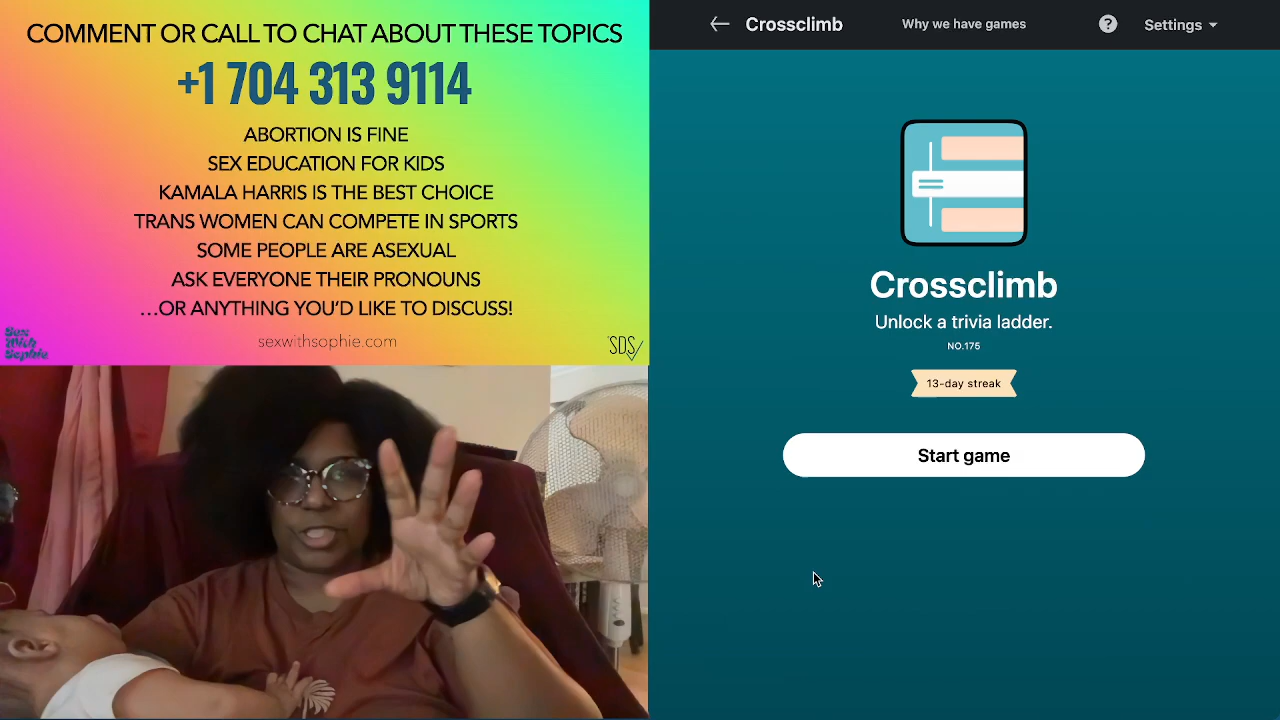 COMMENT OR CALL TO CHAT ABOUT THESE TOPICS
+1 704 313 9114
ABORTION IS FINE
SEX EDUCATION FOR KIDS
KAMALA HARRIS IS THE BEST CHOICE
TRANS WOMEN CAN COMPETE IN SPORTS
SOME PEOPLE ARE ASEXUAL
ASK EVERYONE THEIR PRONOUNS
...OR ANYTHING YOU'D LIKE TO DISCUSS!
sexwithsophie.com
Sex
With
Sophie
SDS
Crossclimb
Why we have games
?
Settings
Crossclimb
Unlock a trivia ladder.
NO.175
13-day streak
Start game